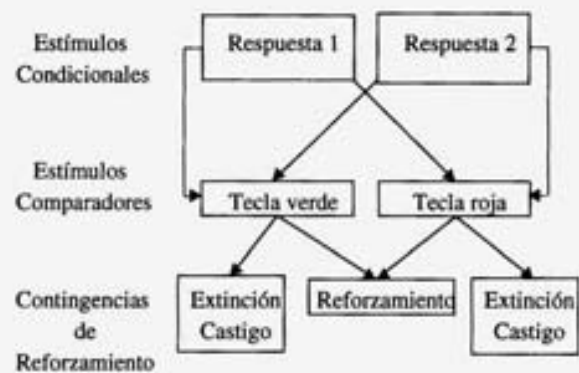 Estímulos
Condicionales
Respuesta 1
Respuesta 2
Estímulos
Comparadores
Tecla verde
Tecla roja
Contingencias
de
Reforzamiento
Extinción
Castigo
Reforzamiento
Extinción
Castigo